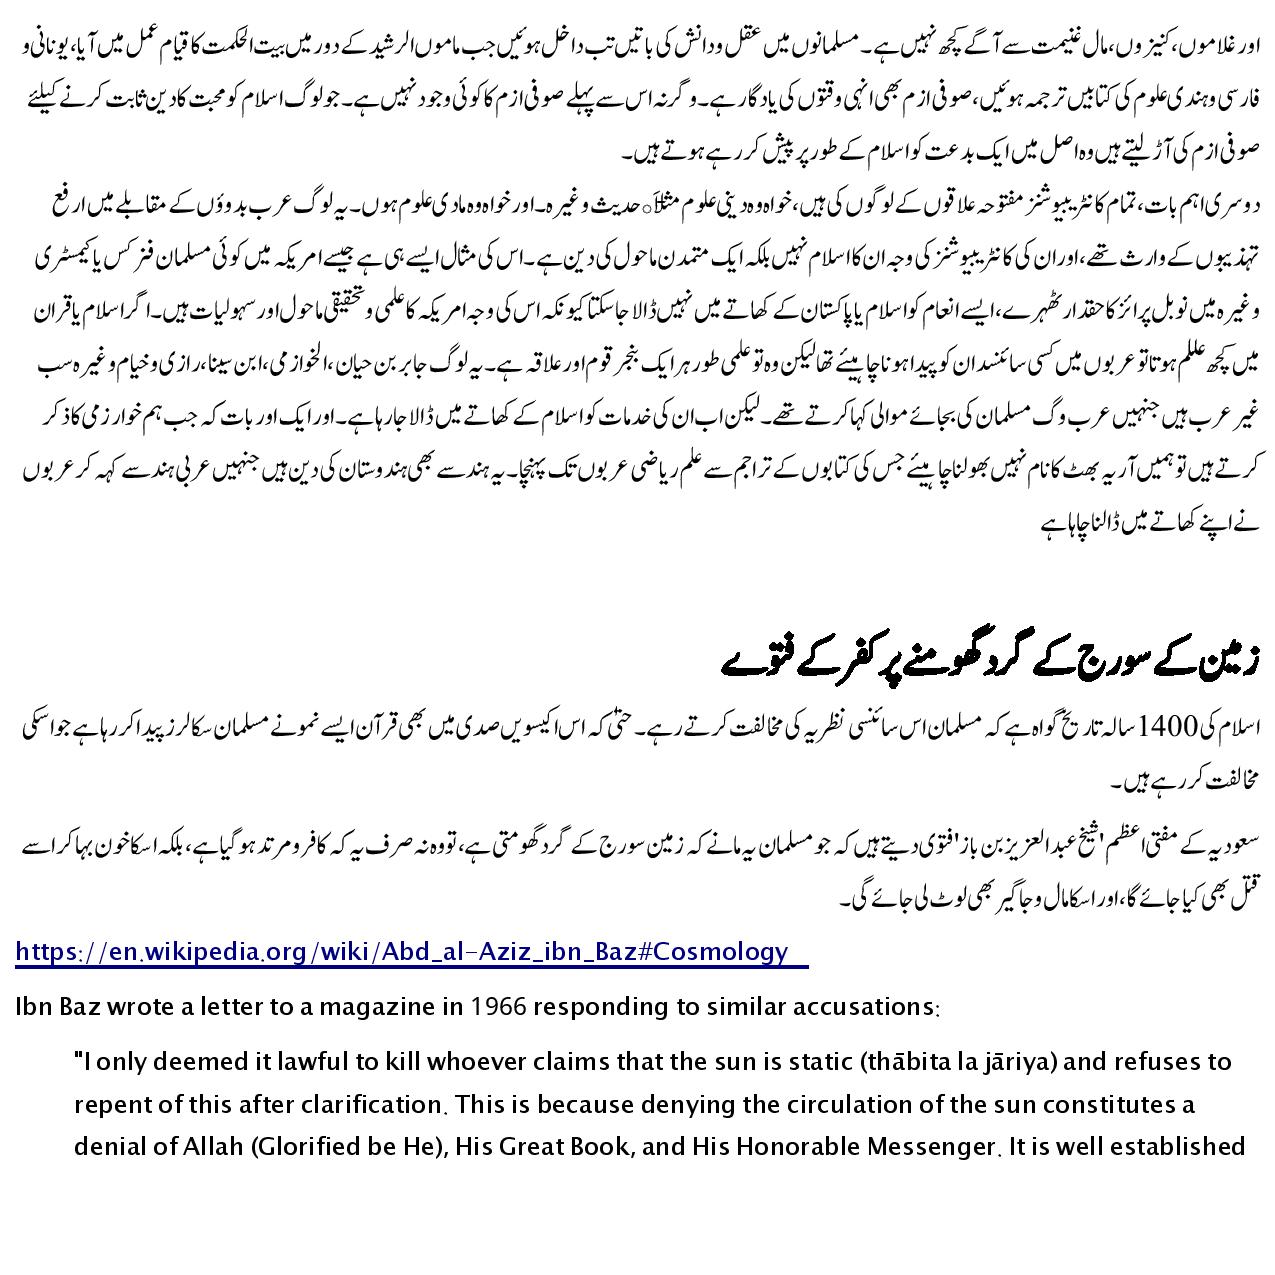 اور غلاموں، کنیزوں، مال غنیمت سے آگے کچھ نہیں ہے۔ مسلمانوں میں عقل و دانش کی باتیں تب داخل ہوئیں جب ماموں الرشید کے دور میں بیت الحکمت کا قیام عمل میں آیا، یونانی و
فارسی و ہندی علوم کی کتابیں ترجمہ ہوئیں، صوفی ازم بھی انہی وقتوں کی یادگار ہے۔ وگرنہ اس سے پہلے صوفی ازم کا کوئی وجود نہیں ہے۔ جو لوگ اسلام کو محبت کا دین ثابت کرنے کیلئے
صوفی ازم کی آڑ لیتے ہیں وہ اصل میں ایک بدعت کو اسلام کے طور پر پیش کر رہے ہوتے ہیں۔
دوسری اہم بات، تمام کانٹریبیوشنز مفتوحہ علاقوں کے لوگوں کی ہیں، خواہ وہ دینی علوم مثلاَ حدیث وغیرہ۔ اور خواہ وہ مادی علوم ہوں۔ یہ لوگ عرب بدوؤں کے مقابلے میں ارفع
تہذیبوں کے وارث تھے، اور ان کی کانٹریبیوشنز کی وجہ ان کا اسلام نہیں بلکہ ایک متمدن ماحول کی دین ہے۔ اس کی مثال ایسے ہی ہے جیسے امریکہ میں کوئی مسلمان فزکس یا کیمسٹری
وغیرہ میں نوبل پرائز کا حقدار ٹھہرے، ایسے انعام کو اسلام یا پاکستان کے کھاتے میں نہیں ڈالا جا سکتا کیونکہ اس کی وجہ امریکہ کا علمی و تحقیقی ماحول اور سہولیات ہیں۔ اگر اسلام یا قران
میں کچھ عللم ہوتا تو عربوں میں کسی سائنسدان کو پیدا ہونا چاہیئے تھا لیکن وہ تو علمی طور ہر ایک بنجر قوم اور علاقہ ہے۔ یہ لوگ جابر بن حیان ،الخوازمی، ابن سینا، رازی و خیام وغیرہ سب
غیر عرب ہیں جنہیں عرب وگ مسلمان کی بجائے موالی کہا کرتے تھے۔ لیکن اب ان کی خدمات کو اسلام کے کھاتے میں ڈالا جا رہا ہے۔ اور ایک اور بات کہ جب ہم خوارزمی کا ذکر
کرتے ہیں تو ہمیں آریہ بھٹ کا نام نہیں بھولنا چاہیئے جس کی کتابوں کے تراجم سے علم ریاضی عربوں تک پہنچا۔ یہ ہندسے بھی ہندوستان کی دین ہیں جنہیں عربی ہندسے کہہ کر عربوں
نے اپنے کھاتے میں ڈالنا چاہا ہے
زمین کے سورج کے گرد گھومنے پر کفر کے فتوے
اسلام کی 1400 سالہ تاریخ گواہ ہے کہ مسلمان اس سائنسی نظریہ کی مخالفت کرتے رہے۔ حتیٰ کہ اس اکیسویں صدی میں بھی قرآن ایسے نمونے مسلمان سکالرز پیدا کر رہا ہے جو اسکی
مخالفت کر رہے ہیں۔
سعودیہ کے مفتی اعظم 'شیخ عبدالعزیز بن باز' فتوی دیتے ہیں کہ جو مسلمان یہ مانے کہ زمین سورج کے گرد گھومتی ہے، تو وہ نہ صرف یہ کہ کافر و مرتد ہو گیا ہے، بلکہ اسکا خون بہا کر اسے
قتل بھی کیا جائے گا، اور اسکا مال و جاگیر بھی لوٹ لی جائے گی۔
https://en.wikipedia.org/wiki/Abd_al-Aziz_ibn_Baz#Cosmology
Ibn Baz wrote a letter to a magazine in 1966 responding to similar accusations:
"I only deemed it lawful to kill whoever claims that the sun is static (thābita la jāriya) and refuses to
repent of this after clarification. This is because denying the circulation of the sun constitutes a
denial of Allah (Glorified be He), His Great Book, and His Honorable Messenger. It is well established